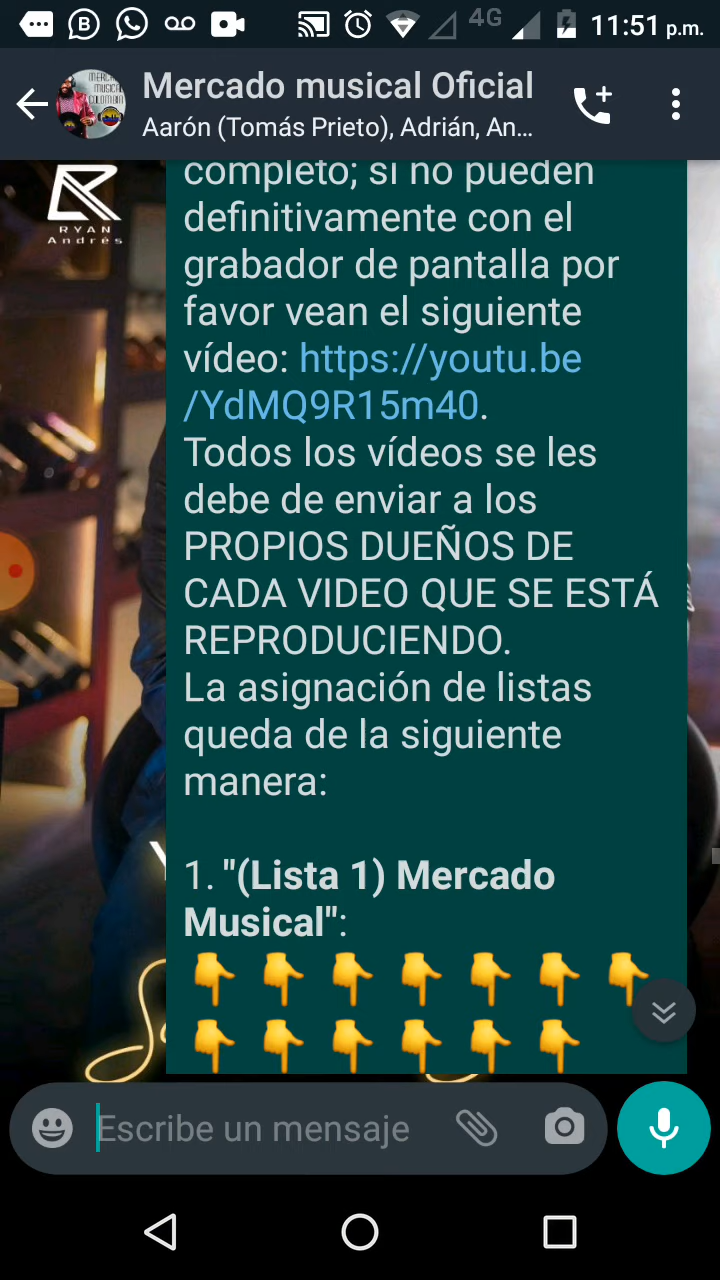 4G 11:51 p.m.
Mercado musical Oficial
Aarón (Tomás Prieto), Adrián, An...
MUSICAL
COLOMBIA
RYAN
Andrés
completo; si no pueden
definitivamente con el
grabador de pantalla por
favor vean el siguiente
vídeo: https://youtu.be
/YdMQ9R15m40.
Todos los vídeos se les
debe de enviar a los
PROPIOS DUEÑOS DE
CADA VIDEO QUE SE ESTÁ
REPRODUCIENDO.
La asignación de listas
queda de la siguiente
manera:
1. "(Lista 1) Mercado
Musical":
👇 👇 👇 👇 👇 👇 👇
👇 👇 👇 👇 👇 👇
Escribe un mensaje